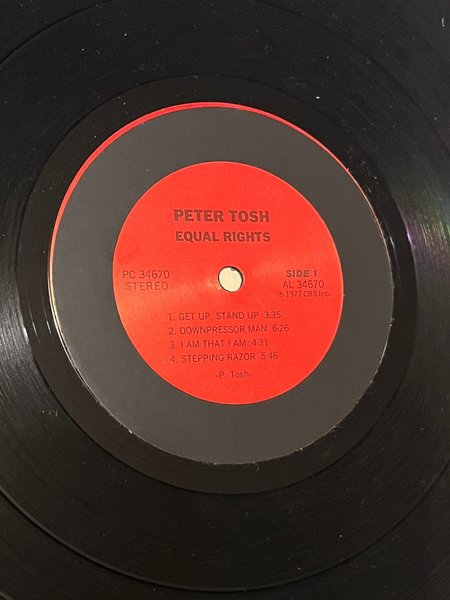 PETER TOSH
EQUAL RIGHTS
PC 34670
STEREO
SIDE 1
AL 34670
℗ 1977 CBS Inc.
1. GET UP, STAND UP 3:35
2. DOWNPRESSOR MAN 6:26
3. I AM THAT I AM 4:31
4. STEPPING RAZOR 5:48
-P. Tosh-